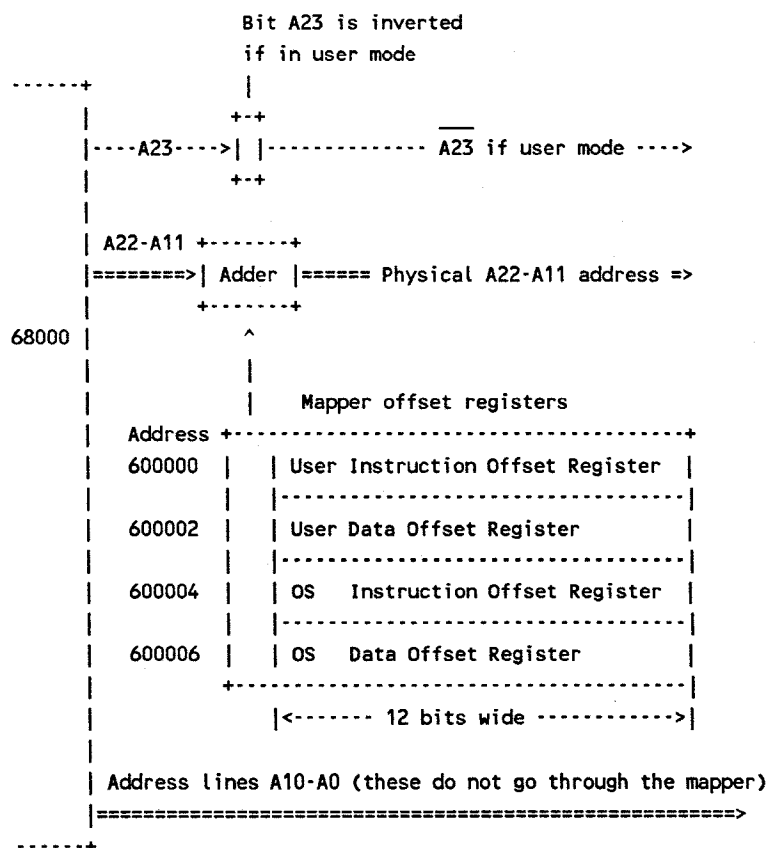 Bit A23 is inverted
if in user mode
A23 A23 if user mode
A22-A11
Adder Physical A22-A11 address =>
68000
Mapper offset registers
Address
600000 User Instruction Offset Register
600002 User Data Offset Register
600004 OS Instruction Offset Register
600006 OS Data Offset Register
12 bits wide
Address lines A10-A0 (these do not go through the mapper)